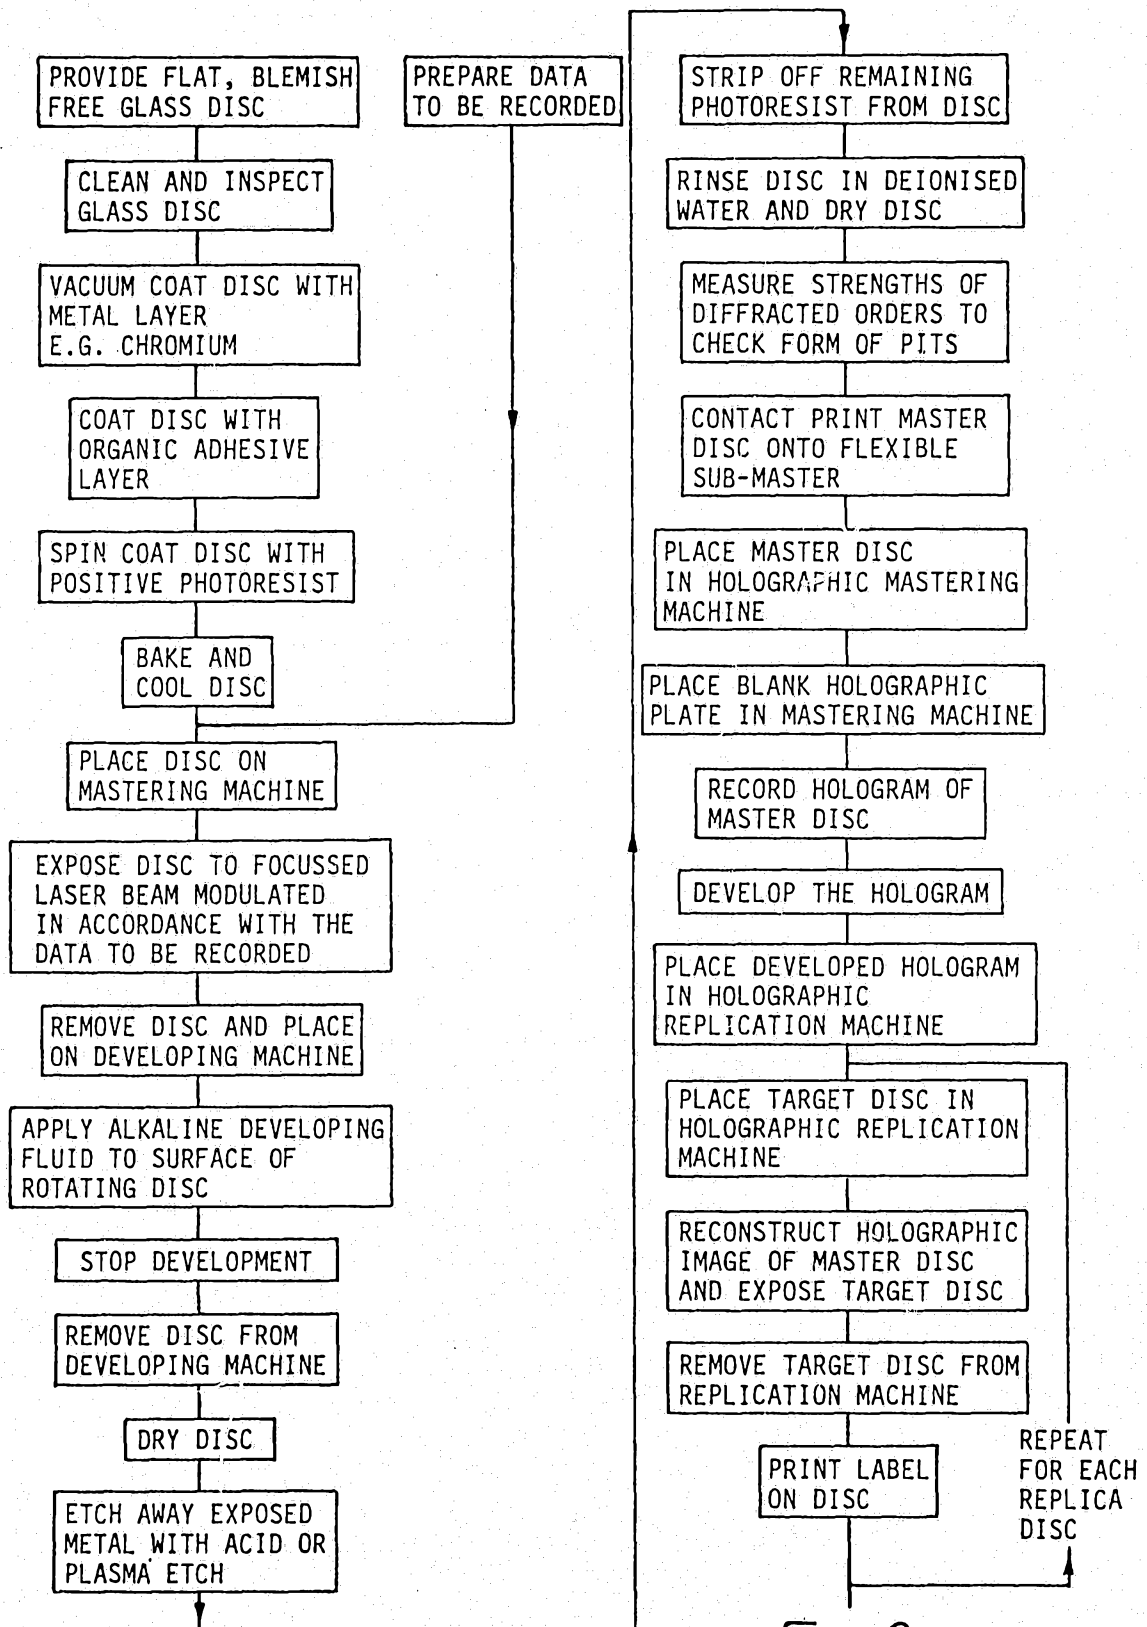 PROVIDE FLAT, BLEMISH
FREE GLASS DISC
CLEAN AND INSPECT
GLASS DISC
VACUUM COAT DISC WITH
METAL LAYER
E.G. CHROMIUM
COAT DISC WITH
ORGANIC ADHESIVE
LAYER
SPIN COAT DISC WITH
POSITIVE PHOTORESIST
BAKE AND
COOL DISC
PREPARE DATA
TO BE RECORDED
PLACE DISC ON
MASTERING MACHINE
EXPOSE DISC TO FOCUSSED
LASER BEAM MODULATED
IN ACCORDANCE WITH THE
DATA TO BE RECORDED
REMOVE DISC AND PLACE
ON DEVELOPING MACHINE
APPLY ALKALINE DEVELOPING
FLUID TO SURFACE OF
ROTATING DISC
STOP DEVELOPMENT
REMOVE DISC FROM
DEVELOPING MACHINE
DRY DISC
ETCH AWAY EXPOSED
METAL WITH ACID OR
PLASMA ETCH
STRIP OFF REMAINING
PHOTORESIST FROM DISC
RINSE DISC IN DEIONISED
WATER AND DRY DISC
MEASURE STRENGTHS OF
DIFFRACTED ORDERS TO
CHECK FORM OF PITS
CONTACT PRINT MASTER
DISC ONTO FLEXIBLE
SUB-MASTER
PLACE MASTER DISC
IN HOLOGRAPHIC MASTERING
MACHINE
PLACE BLANK HOLOGRAPHIC
PLATE IN MASTERING MACHINE
RECORD HOLOGRAM OF
MASTER DISC
DEVELOP THE HOLOGRAM
PLACE DEVELOPED HOLOGRAM
IN HOLOGRAPHIC
REPLICATION MACHINE
PLACE TARGET DISC IN
HOLOGRAPHIC REPLICATION
MACHINE
RECONSTRUCT HOLOGRAPHIC
IMAGE OF MASTER DISC
AND EXPOSE TARGET DISC
REMOVE TARGET DISC FROM
REPLICATION MACHINE
PRINT LABEL
ON DISC
REPEAT
FOR EACH
REPLICA
DISC